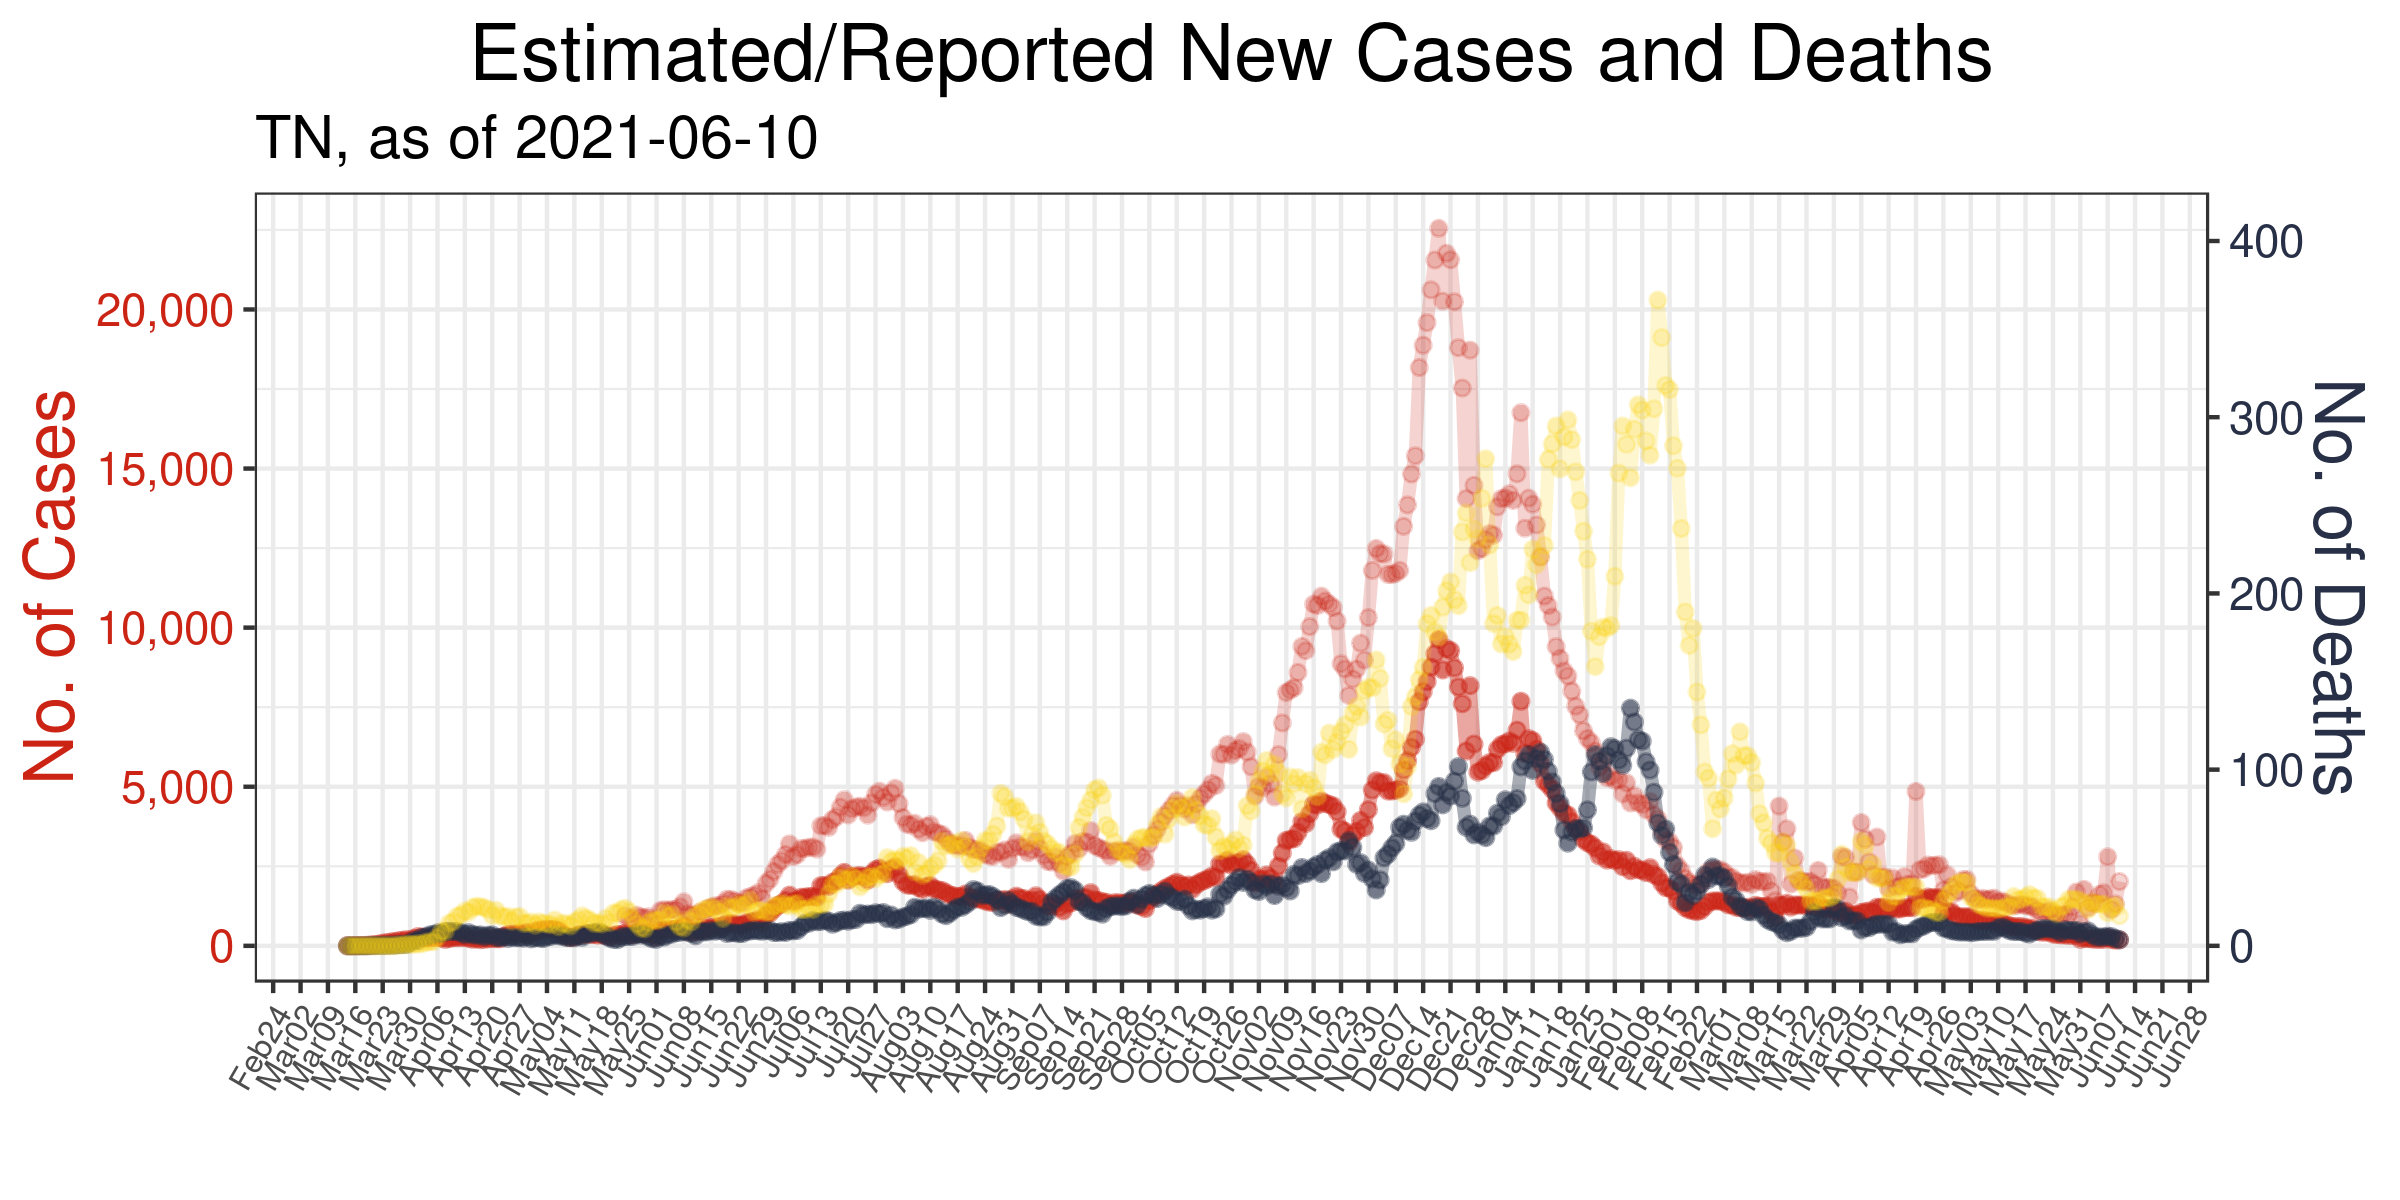 Estimated/Reported New Cases and Deaths
TN, as of 2021-06-10
No. of Cases
20,000
15,000
10,000
5,000
0
400
300
200
100
0
No. of Deaths
Feb24
Mar02
Mar09
Mar16
Mar23
Mar30
Apr06
Apr13
Apr20
Apr27
May04
May11
May18
May25
Jun01
Jun08
Jun15
Jun22
Jun29
Jul06
Jul13
Jul20
Jul27
Aug03
Aug10
Aug17
Aug24
Aug31
Sep07
Sep14
Sep21
Sep28
Oct05
Oct12
Oct19
Oct26
Nov02
Nov09
Nov16
Nov23
Nov30
Dec07
Dec14
Dec21
Dec28
Jan04
Jan11
Jan18
Jan25
Feb01
Feb08
Feb15
Feb22
Mar01
Mar08
Mar15
Mar22
Mar29
Apr05
Apr12
Apr19
Apr26
May03
May10
May17
May24
May31
Jun07
Jun14
Jun21
Jun28